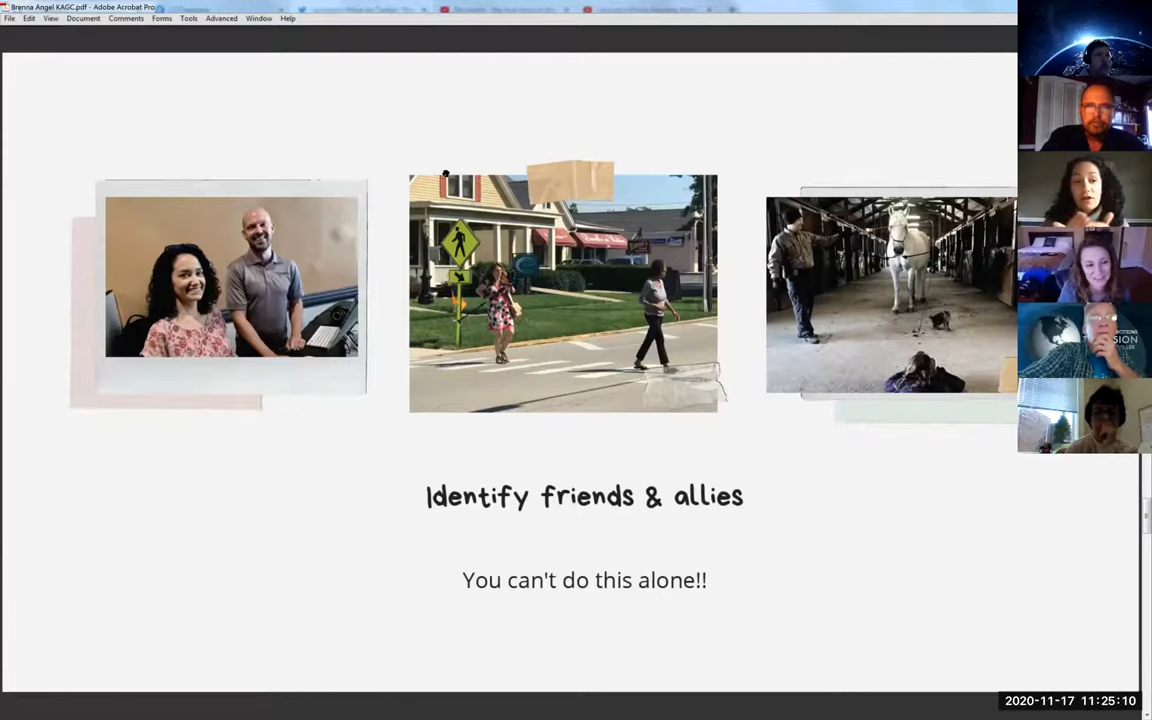 Brenna Angel KAGC.pdf - Adobe Acrobat Pro
File Edit View Document Comments Forms Tools Advanced Window Help
Identify friends & allies
You can't do this alone!!
2020-11-17 11:25:10